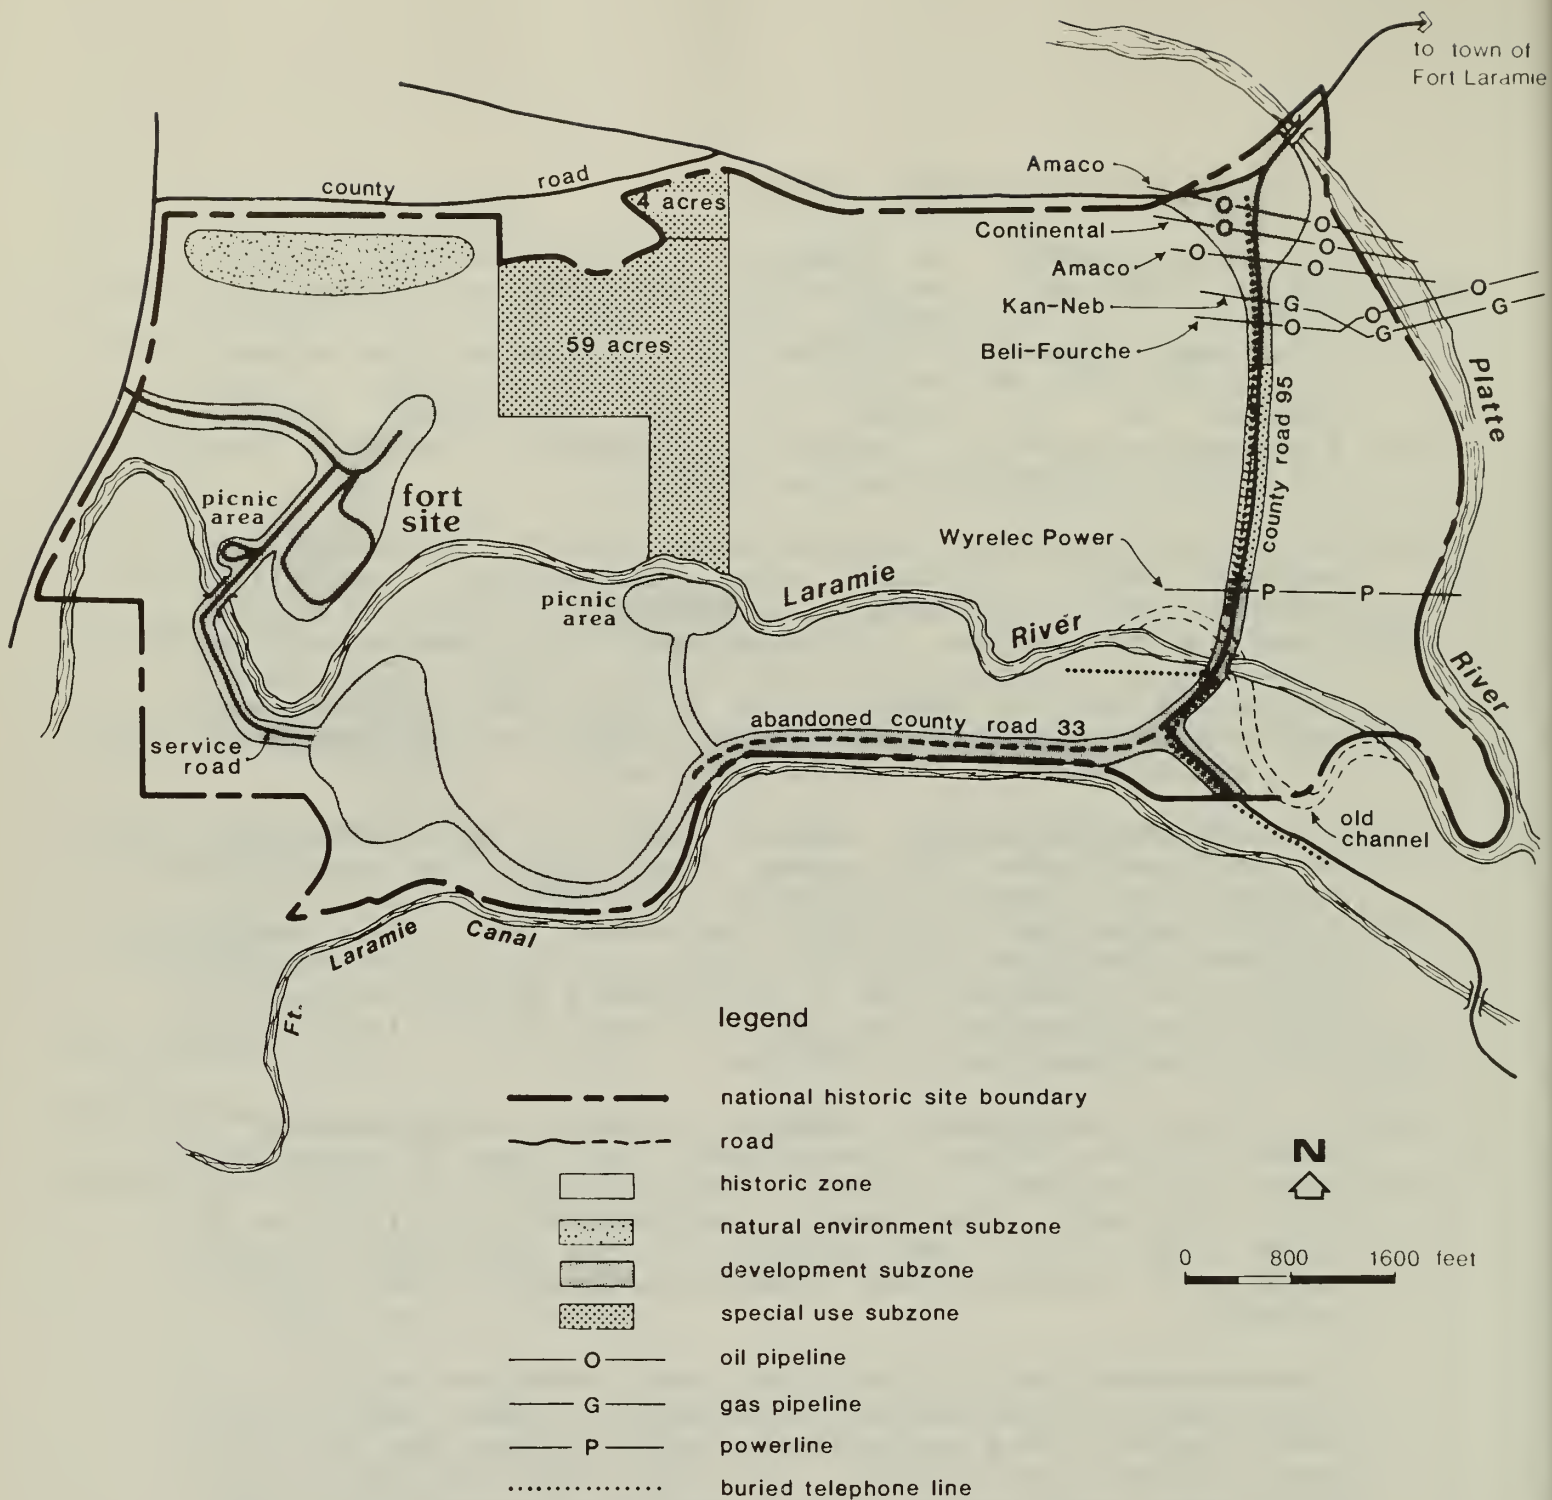 to town of
Fort Laramie
Amaco
county road
4 acres
Continental
Amaco
O
O
O
O
O
O
Kan-Neb
G
O
G
Beli-Fourche
O
O
G
59 acres
Platte
county road 95
picnic
area
fort
site
Wyrelec Power
P
P
Laramie
River
picnic
area
River
abandoned county road 33
service
road
old
channel
Ft.
Laramie
Canal
legend
national historic site boundary
road
historic zone
natural environment subzone
development subzone
special use subzone
O
oil pipeline
G
gas pipeline
P
powerline
buried telephone line
N
0 800 1600 feet